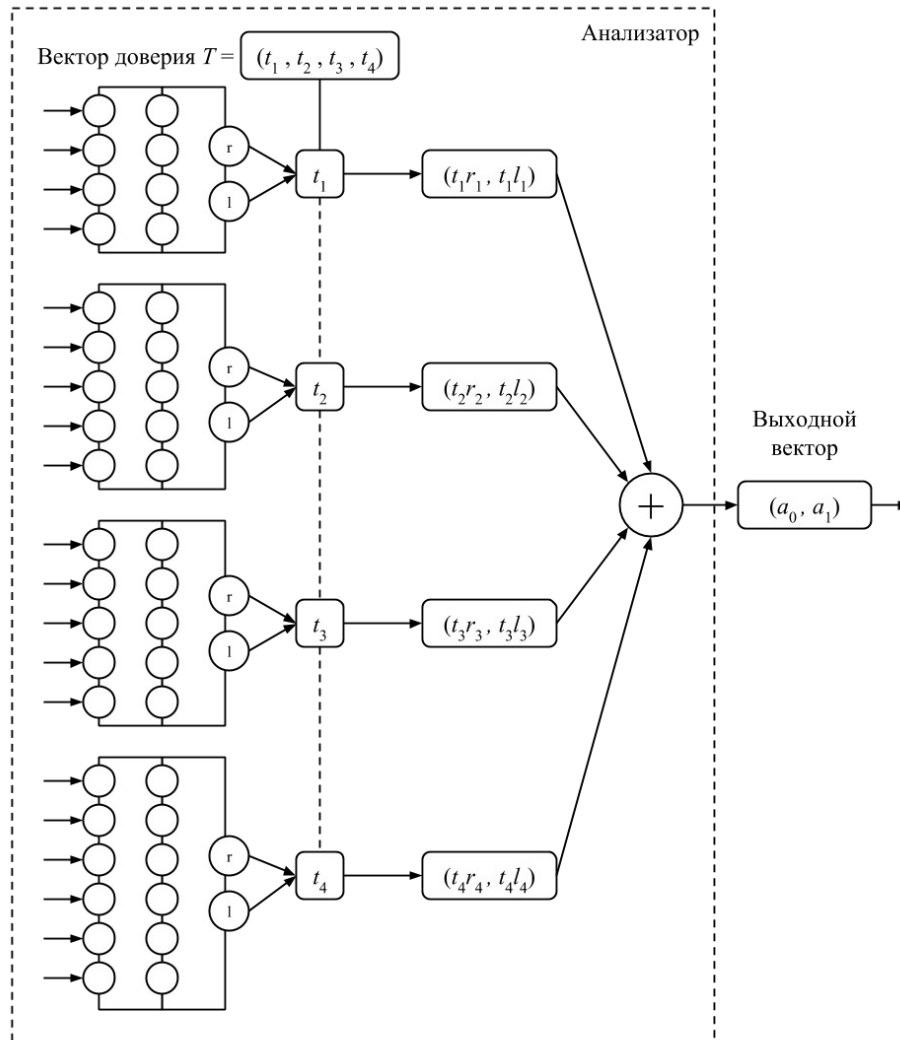 Анализатор
Вектор доверия T = (t₁ , t₂ , t₃ , t₄)
r
l
t₁
(t₁r₁ , t₁l₁)
r
l
t₂
(t₂r₂ , t₂l₂)
Выходной
вектор
+
(a₀ , a₁)
r
l
t₃
(t₃r₃ , t₃l₃)
r
l
t₄
(t₄r₄ , t₄l₄)